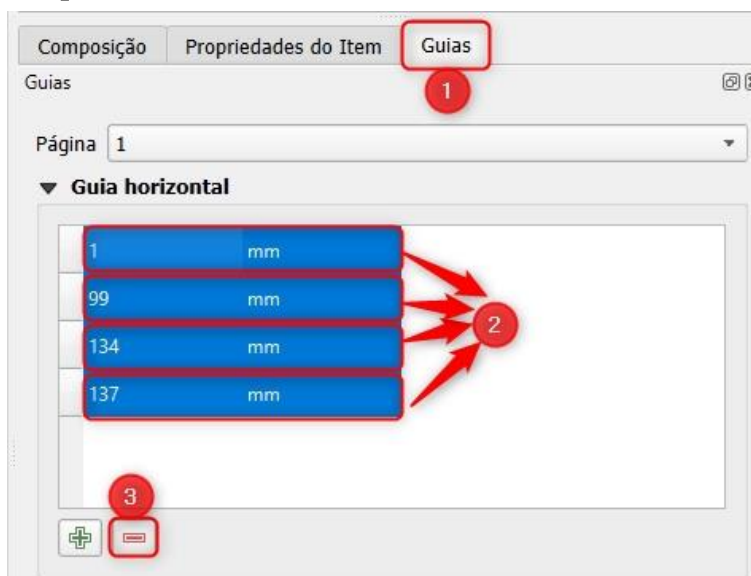 Composição Propriedades do Item Guias
1
Guias
Página 1
Guia horizontal
1 mm
99 mm
2
134 mm
137 mm
3